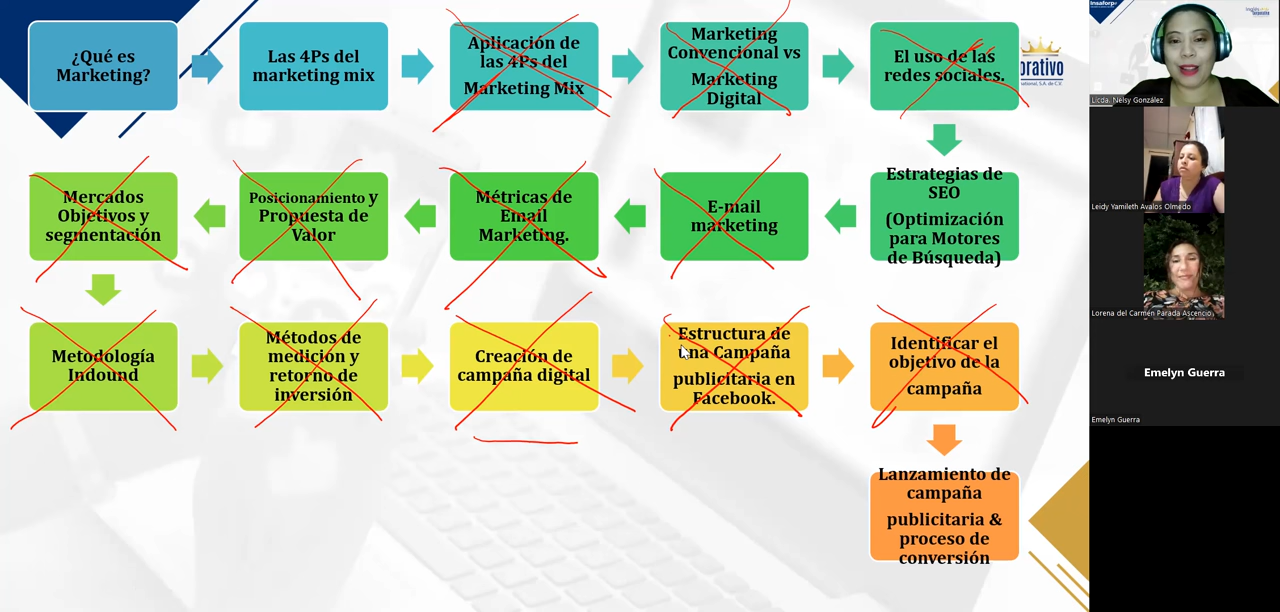 ¿Qué es
Marketing?
Las 4Ps del
marketing mix
Aplicación de
las 4Ps del
Marketing Mix
Marketing
Convencional vs
Marketing
Digital
El uso de las
redes sociales.
Estrategias de
SEO
(Optimización
para Motores
de Búsqueda)
E-mail
marketing
Métricas de
Email
Marketing.
Posicionamiento y
Propuesta de
Valor
Mercados
Objetivos y
segmentación
Metodología
Indound
Métodos de
medición y
retorno de
inversión
Creación de
campaña digital
Estructura de
una Campaña
publicitaria en
Facebook.
Identificar el
objetivo de la
campaña
Lanzamiento de
campaña
publicitaria &
proceso de
conversión
orativo
Insaforp
Licda. Nelsy González
Leidy Yamileth Avalos Olmedo
Lorena del Carmen Parada Ascencio
Emelyn Guerra
Emelyn Guerra